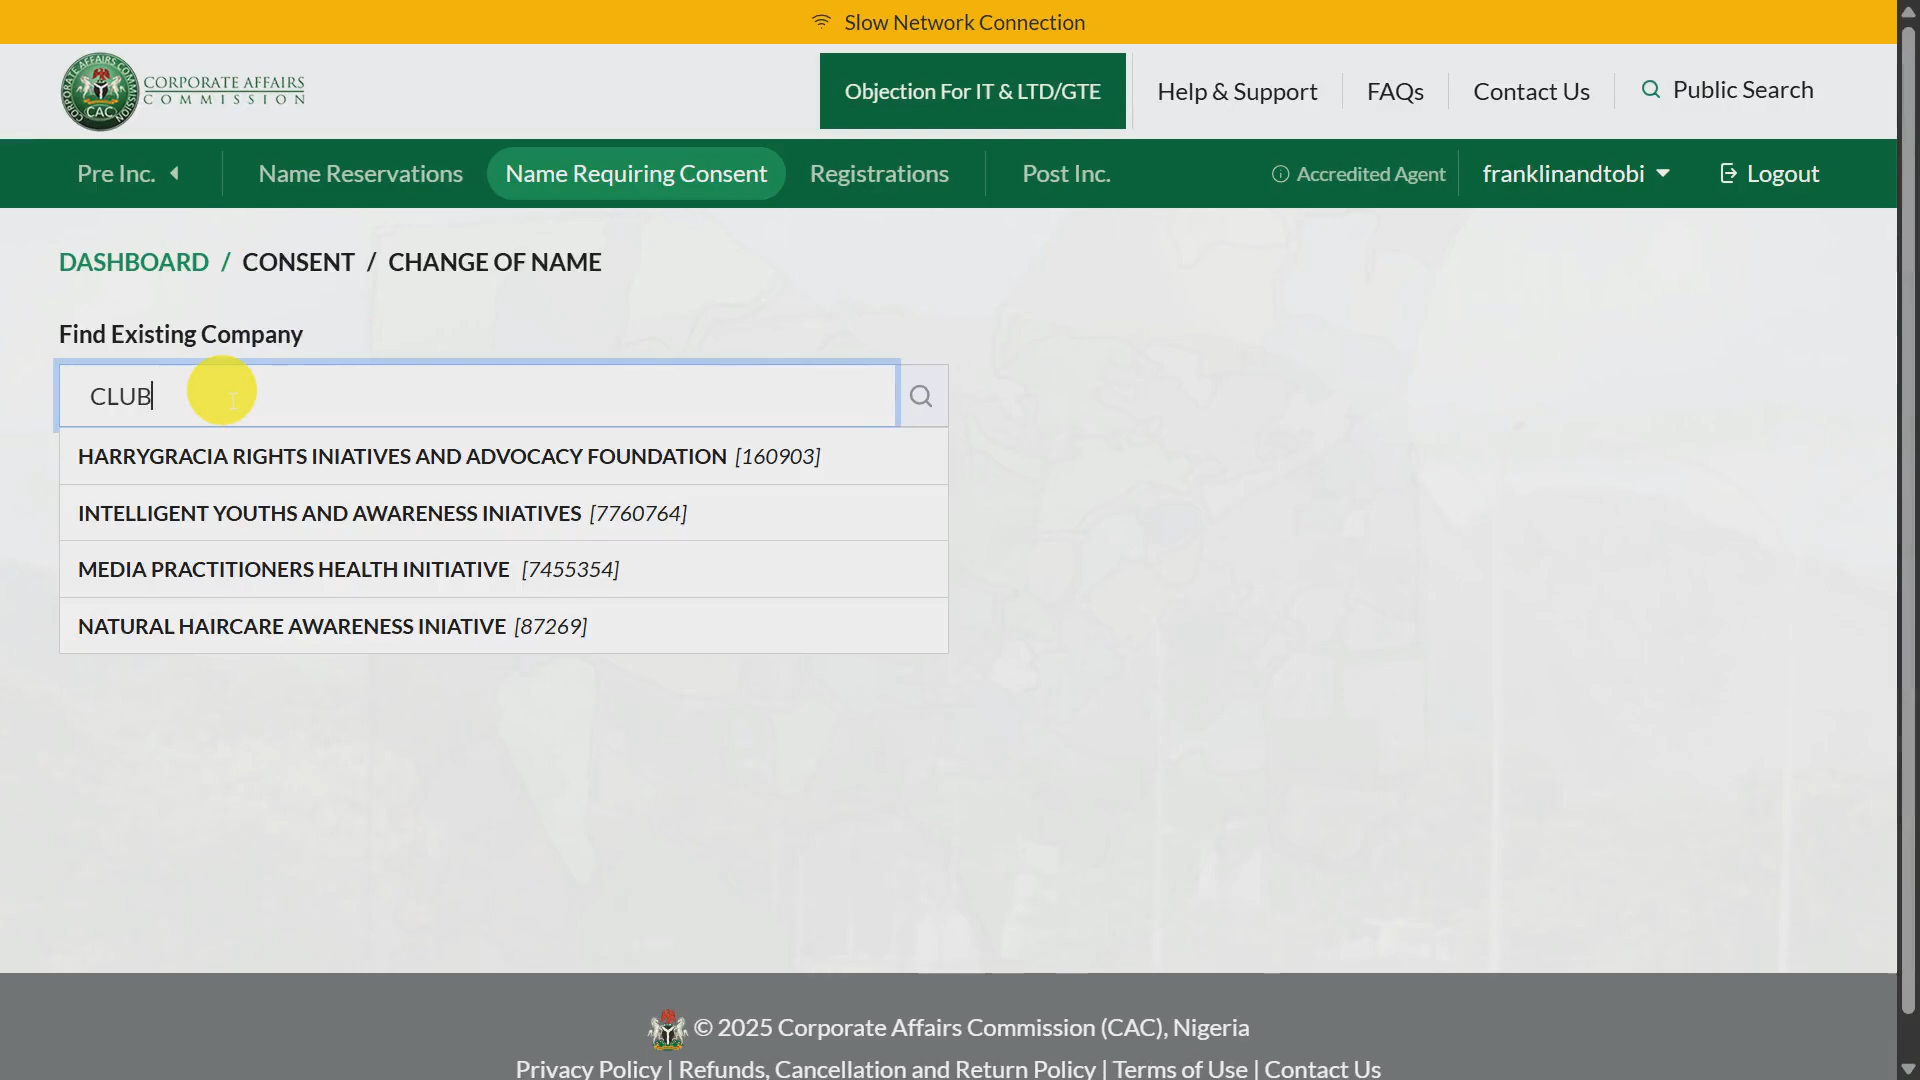 Slow Network Connection
CORPORATE AFFAIRS COMMISSION
CAC
CORPORATE AFFAIRS
COMMISSION
Objection For IT & LTD/GTE
Help & Support
FAQs
Contact Us
Public Search
Pre Inc.
Name Reservations
Name Requiring Consent
Registrations
Post Inc.
Accredited Agent
franklinandtobi
Logout
DASHBOARD / CONSENT / CHANGE OF NAME
Find Existing Company
CLUB
HARRYGRACIA RIGHTS INIATIVES AND ADVOCACY FOUNDATION [160903]
INTELLIGENT YOUTHS AND AWARENESS INIATIVES [7760764]
MEDIA PRACTITIONERS HEALTH INITIATIVE [7455354]
NATURAL HAIRCARE AWARENESS INIATIVE [87269]
© 2025 Corporate Affairs Commission (CAC), Nigeria
Privacy Policy | Refunds, Cancellation and Return Policy | Terms of Use | Contact Us